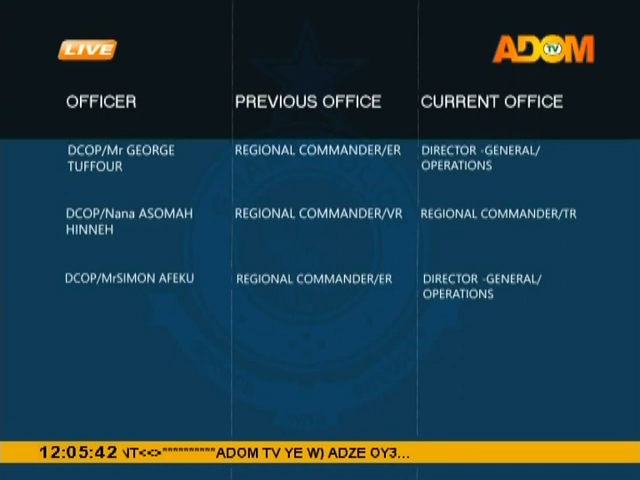 LIVE
ADOM TV
OFFICER PREVIOUS OFFICE CURRENT OFFICE
DCOP/Mr GEORGE TUFFOUR REGIONAL COMMANDER/ER DIRECTOR -GENERAL/ OPERATIONS
DCOP/Nana ASOMAH HINNEH REGIONAL COMMANDER/VR REGIONAL COMMANDER/TR
DCOP/MrSIMON AFEKU REGIONAL COMMANDER/ER DIRECTOR -GENERAL/ OPERATIONS
12:05:42 NT<<>"""""""""""ADOM TV YE W) ADZE OY3...